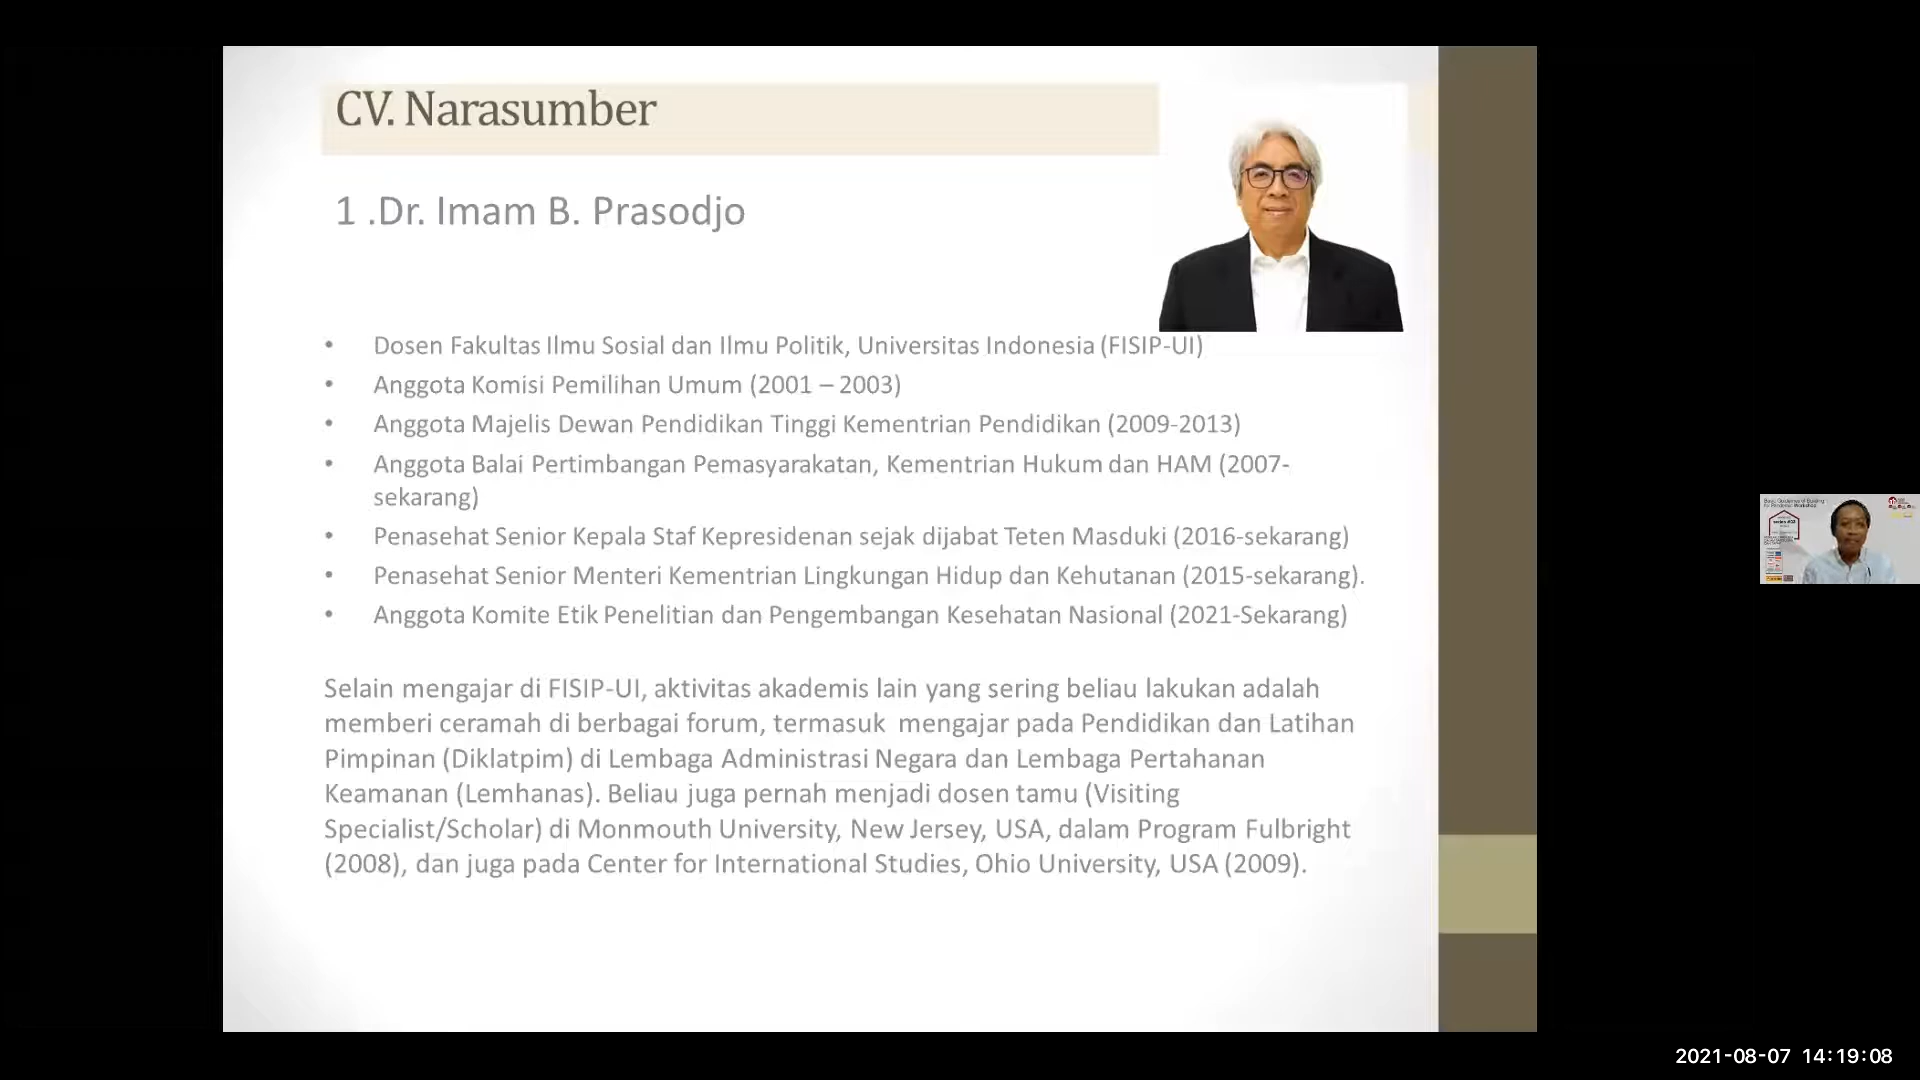 CV. Narasumber
1 .Dr. Imam B. Prasodjo
• Dosen Fakultas Ilmu Sosial dan Ilmu Politik, Universitas Indonesia (FISIP-UI)
• Anggota Komisi Pemilihan Umum (2001 – 2003)
• Anggota Majelis Dewan Pendidikan Tinggi Kementrian Pendidikan (2009-2013)
• Anggota Balai Pertimbangan Pemasyarakatan, Kementrian Hukum dan HAM (2007-
sekarang)
• Penasehat Senior Kepala Staf Kepresidenan sejak dijabat Teten Masduki (2016-sekarang)
• Penasehat Senior Menteri Kementrian Lingkungan Hidup dan Kehutanan (2015-sekarang).
• Anggota Komite Etik Penelitian dan Pengembangan Kesehatan Nasional (2021-Sekarang)
Selain mengajar di FISIP-UI, aktivitas akademis lain yang sering beliau lakukan adalah
memberi ceramah di berbagai forum, termasuk mengajar pada Pendidikan dan Latihan
Pimpinan (Diklatpim) di Lembaga Administrasi Negara dan Lembaga Pertahanan
Keamanan (Lemhanas). Beliau juga pernah menjadi dosen tamu (Visiting
Specialist/Scholar) di Monmouth University, New Jersey, USA, dalam Program Fulbright
(2008), dan juga pada Center for International Studies, Ohio University, USA (2009).
2021-08-07 14:19:08